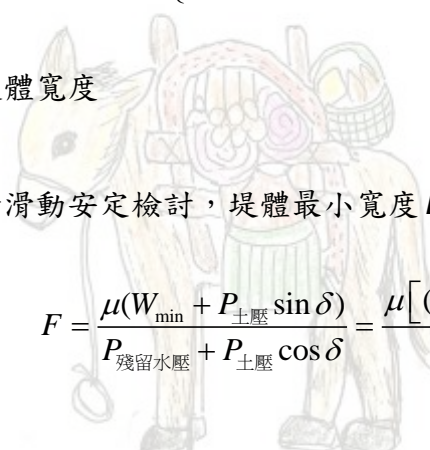 體寬度
滑動安定檢討，堤體最小寬度
F = μ(W_min + P_土壓 sin δ) / (P_殘留水壓 + P_土壓 cos δ) = μ[(